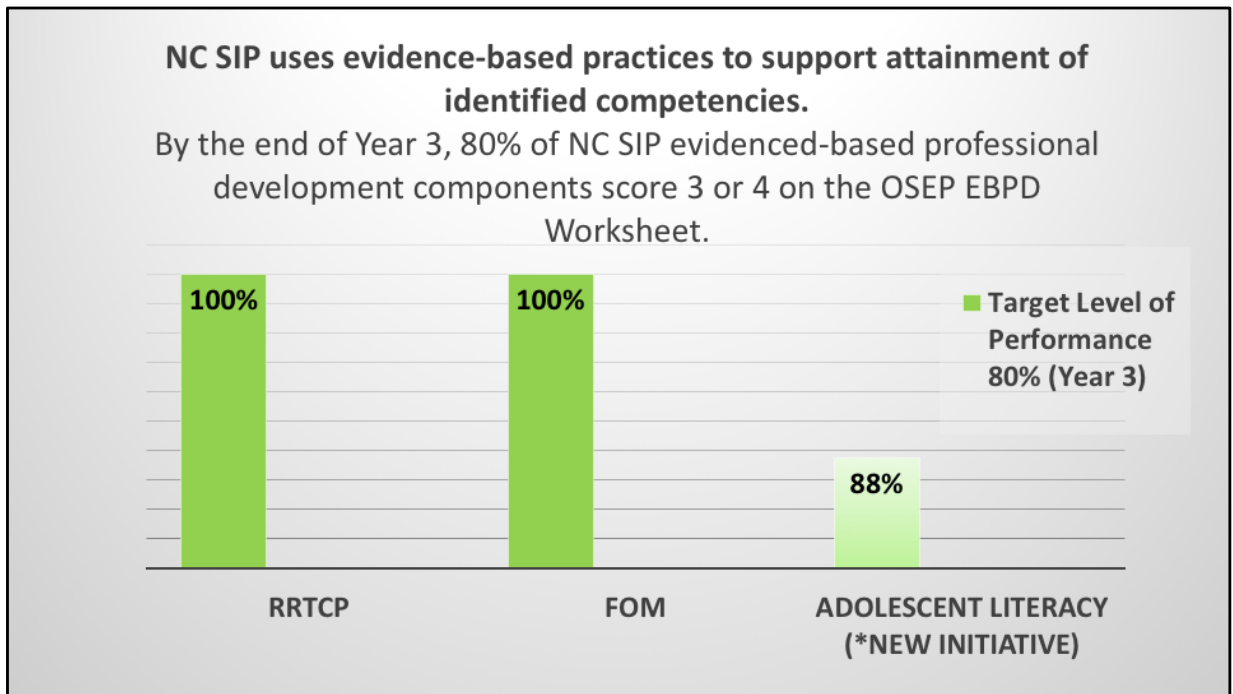 NC SIP uses evidence-based practices to support attainment of
identified competencies.
By the end of Year 3, 80% of NC SIP evidenced-based professional
development components score 3 or 4 on the OSEP EBPD
Worksheet.
100%
100%
88%
Target Level of
Performance
80% (Year 3)
RRTCP
FOM
ADOLESCENT LITERACY
(*NEW INITIATIVE)